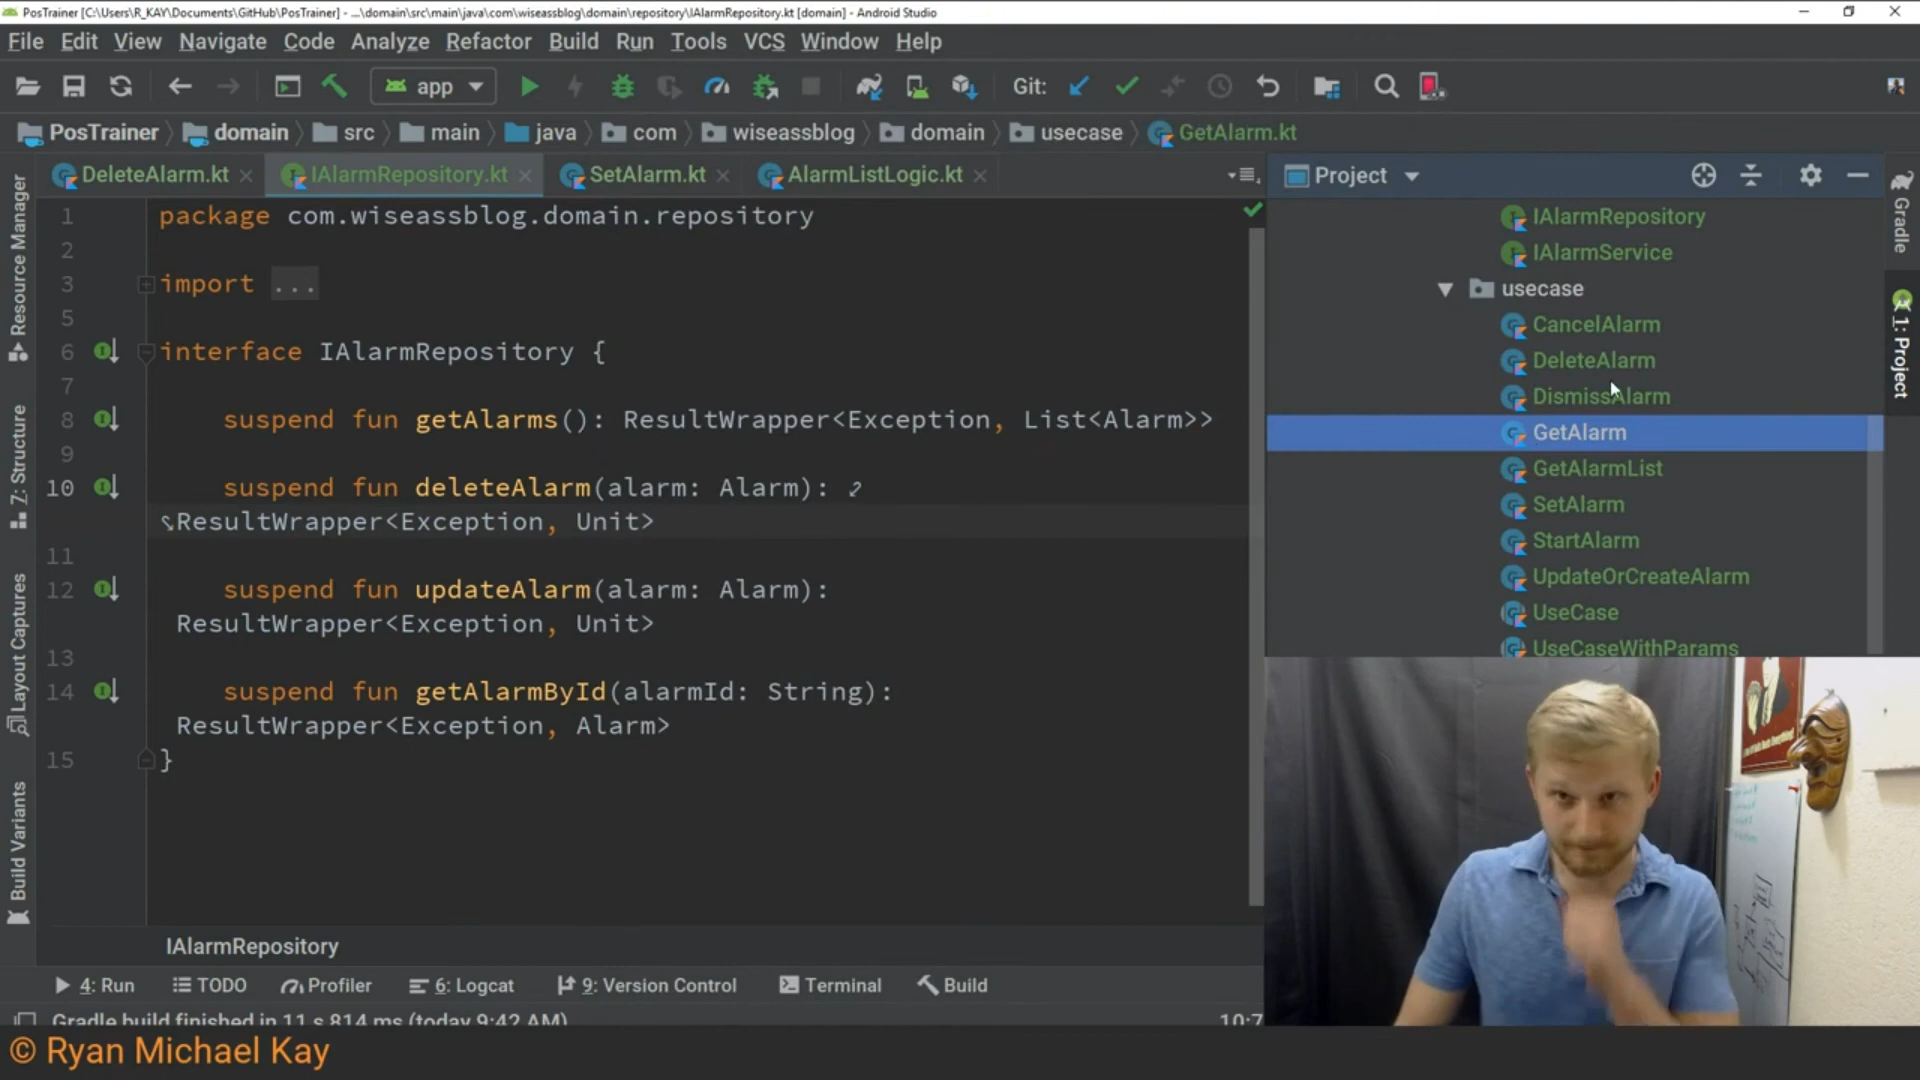 PosTrainer [C:\Users\R_KAY\Documents\GitHub\PosTrainer] - ...\domain\src\main\java\com\wiseassblog\domain\repository\IAlarmRepository.kt [domain] - Android Studio
File Edit View Navigate Code Analyze Refactor Build Run Tools VCS Window Help
app Git:
PosTrainer domain src main java com wiseassblog domain usecase GetAlarm.kt
DeleteAlarm.kt IAlarmRepository.kt SetAlarm.kt AlarmListLogic.kt
1 package com.wiseassblog.domain.repository
2
3 import ...
5
6 interface IAlarmRepository {
7
8 suspend fun getAlarms(): ResultWrapper<Exception, List<Alarm>>
9
10 suspend fun deleteAlarm(alarm: Alarm):
ResultWrapper<Exception, Unit>
11
12 suspend fun updateAlarm(alarm: Alarm):
ResultWrapper<Exception, Unit>
13
14 suspend fun getAlarmById(alarmId: String):
ResultWrapper<Exception, Alarm>
15 }
IAlarmRepository
Project
IAlarmRepository
IAlarmService
usecase
CancelAlarm
DeleteAlarm
DismissAlarm
GetAlarm
GetAlarmList
SetAlarm
StartAlarm
UpdateOrCreateAlarm
UseCase
UseCaseWithParams
Resource Manager
7: Structure
Layout Captures
Build Variants
Gradle
1: Project
4: Run TODO Profiler 6: Logcat 9: Version Control Terminal Build
Gradle build finished in 11 s 814 ms (today 9:42 AM)
10:7
© Ryan Michael Kay